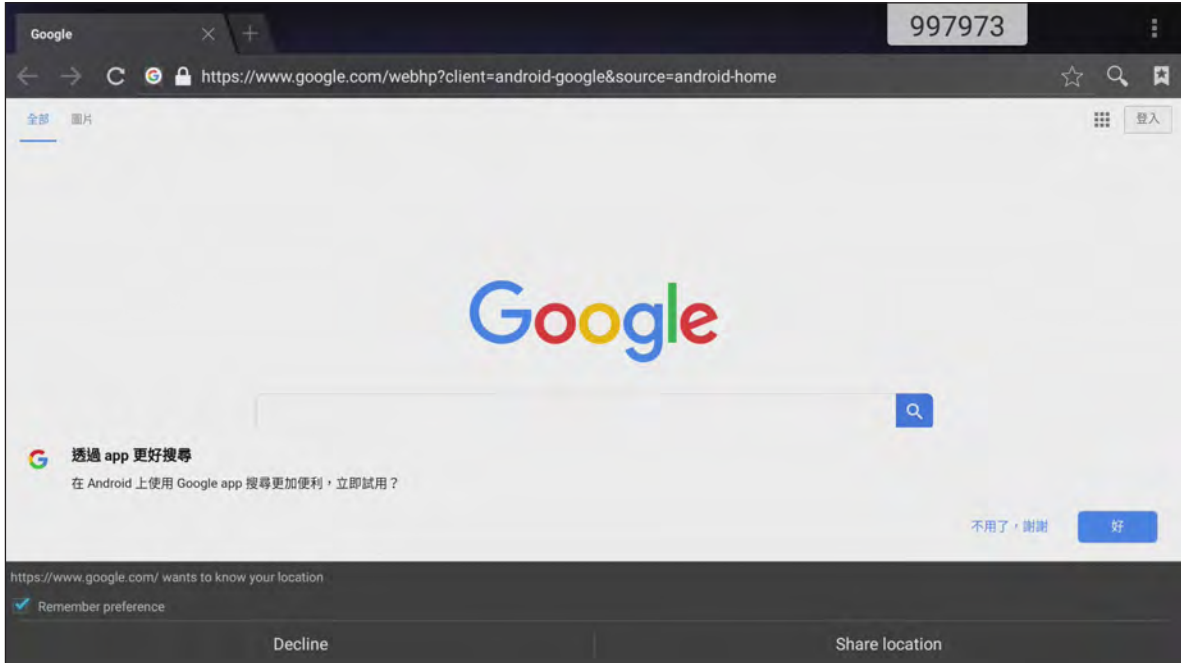 Google
997973
https://www.google.com/webhp?client=android-google&source=android-home
全部 圖片
登入
Google
透過 app 更好搜尋
在 Android 上使用 Google app 搜尋更加便利，立即試用？
不用了，謝謝 好
https://www.google.com/ wants to know your location
Remember preference
Decline Share location